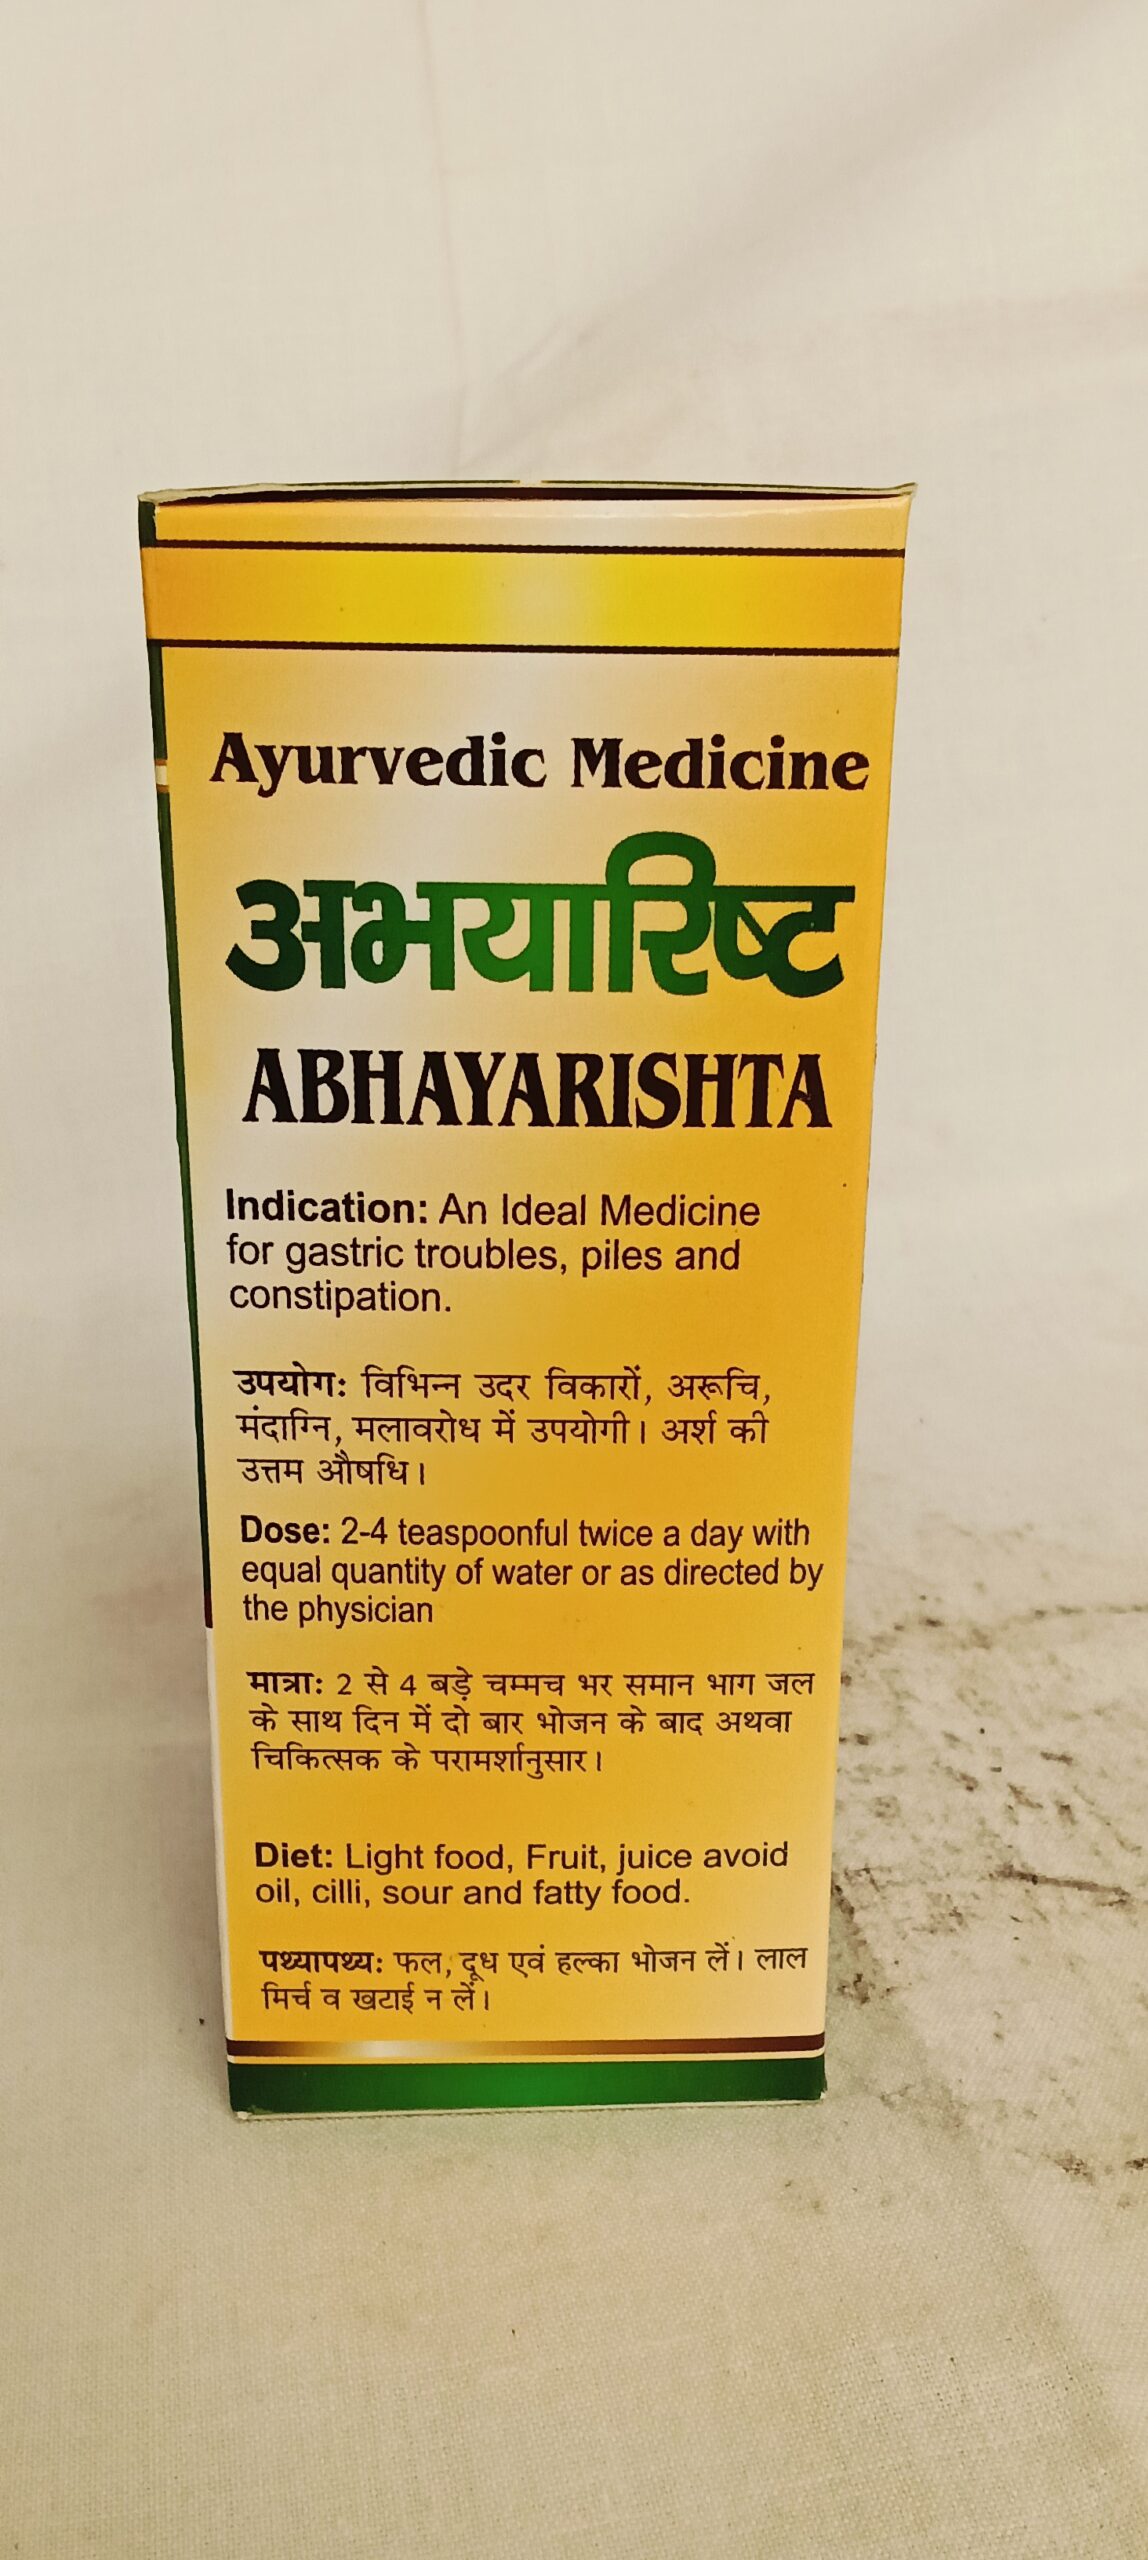 Ayurvedic Medicine
अभयारिष्ट
ABHAYARISHTA
Indication: An Ideal Medicine
for gastric troubles, piles and
constipation.
उपयोग: विभिन्न उदर विकारों, अरूचि,
मंदाग्नि, मलावरोध में उपयोगी। अर्श की
उत्तम औषधि।
Dose: 2-4 teaspoonful twice a day with
equal quantity of water or as directed by
the physician
मात्रा: 2 से 4 बड़े चम्मच भर समान भाग जल
के साथ दिन में दो बार भोजन के बाद अथवा
चिकित्सक के परामर्शानुसार।
Diet: Light food, Fruit, juice avoid
oil, cilli, sour and fatty food.
पथ्यापथ्य: फल, दूध एवं हल्का भोजन लें। लाल
मिर्च व खटाई न लें।